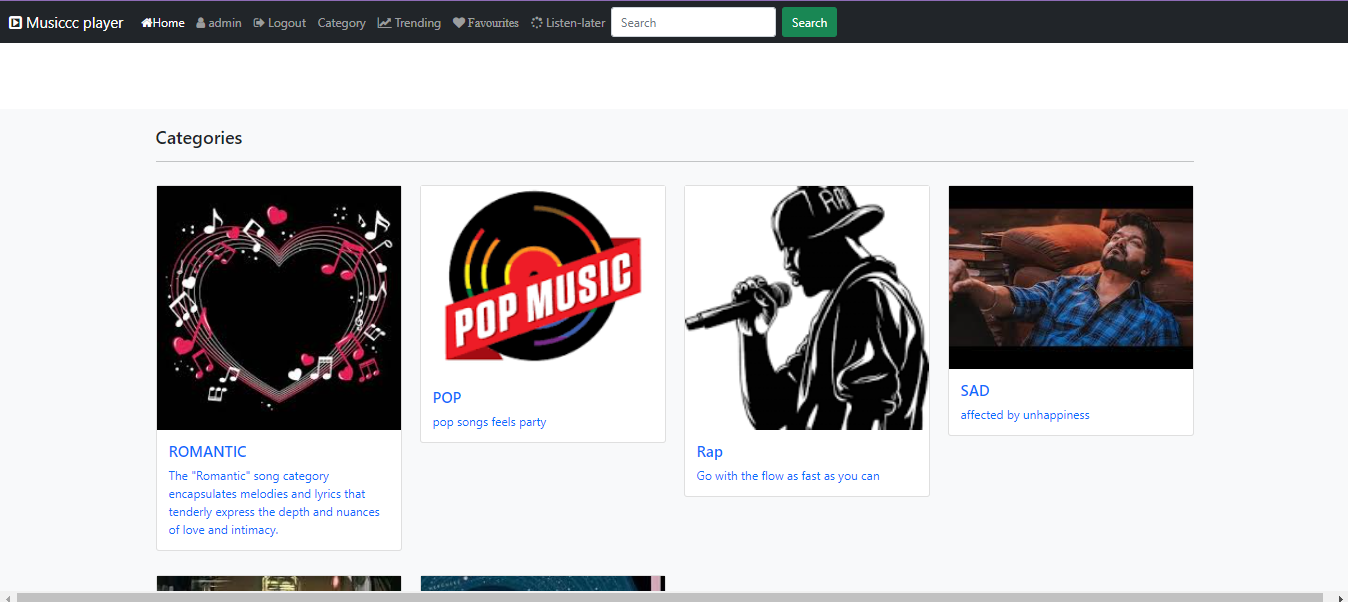 Musiccc player Home admin Logout Category Trending Favourites Listen-later Search Search
Categories
POP MUSIC
RAP
ROMANTIC
The "Romantic" song category
encapsulates melodies and lyrics that
tenderly express the depth and nuances
of love and intimacy.
POP
pop songs feels party
Rap
Go with the flow as fast as you can
SAD
affected by unhappiness